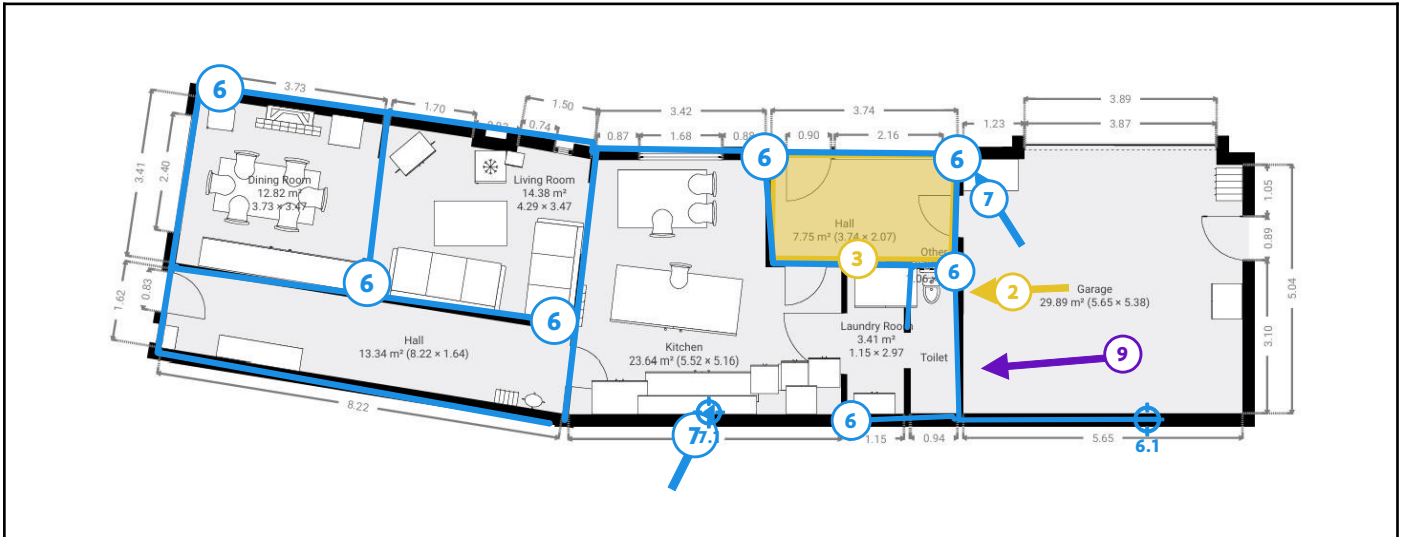 3.73
1.70
1.50
0.74
3.42
0.87
1.68
3.74
0.90
2.16
3.89
1.23
3.87
6
6
6
3.41
2.40
Dining Room
12.82 m²
3.73 × 3.47
Living Room
14.38 m²
4.29 × 3.47
7
1.05
0.89
Hall
7.75 m² (3.74 × 2.07)
Other
3
6
6
2
Garage
29.89 m² (5.65 × 5.38)
5.04
1.62
0.83
6
Hall
13.34 m² (8.22 × 1.64)
Kitchen
23.64 m² (5.52 × 5.16)
Laundry Room
3.41 m²
1.15 × 2.97
Toilet
9
3.10
8.22
7
7.1
6
1.15
0.94
5.65
6.1